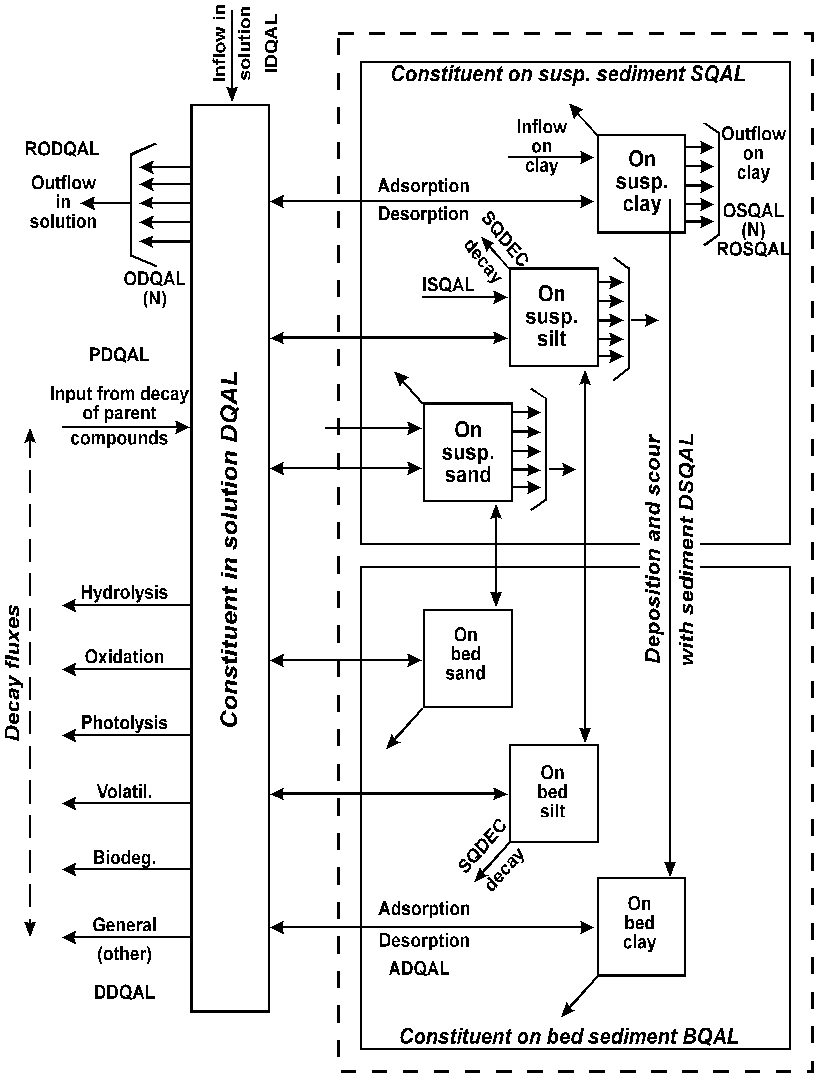 Inflow in
solution
IDQAL
Constituent on susp. sediment SQAL
RODQAL
Outflow
in
solution
ODQAL
(N)
Inflow
on
clay
On
susp.
clay
Outflow
on
clay
OSQAL
(N)
ROSQAL
Adsorption
Desorption
SQDEC
decay
ISQAL
On
susp.
silt
PDQAL
Input from decay
of parent
compounds
On
susp.
sand
Constituent in solution DQAL
Deposition and scour
with sediment DSQAL
Decay fluxes
Hydrolysis
Oxidation
Photolysis
Volatil.
Biodeg.
General
(other)
DDQAL
On
bed
sand
On
bed
silt
SQDEC
decay
Adsorption
Desorption
ADQAL
On
bed
clay
Constituent on bed sediment BQAL